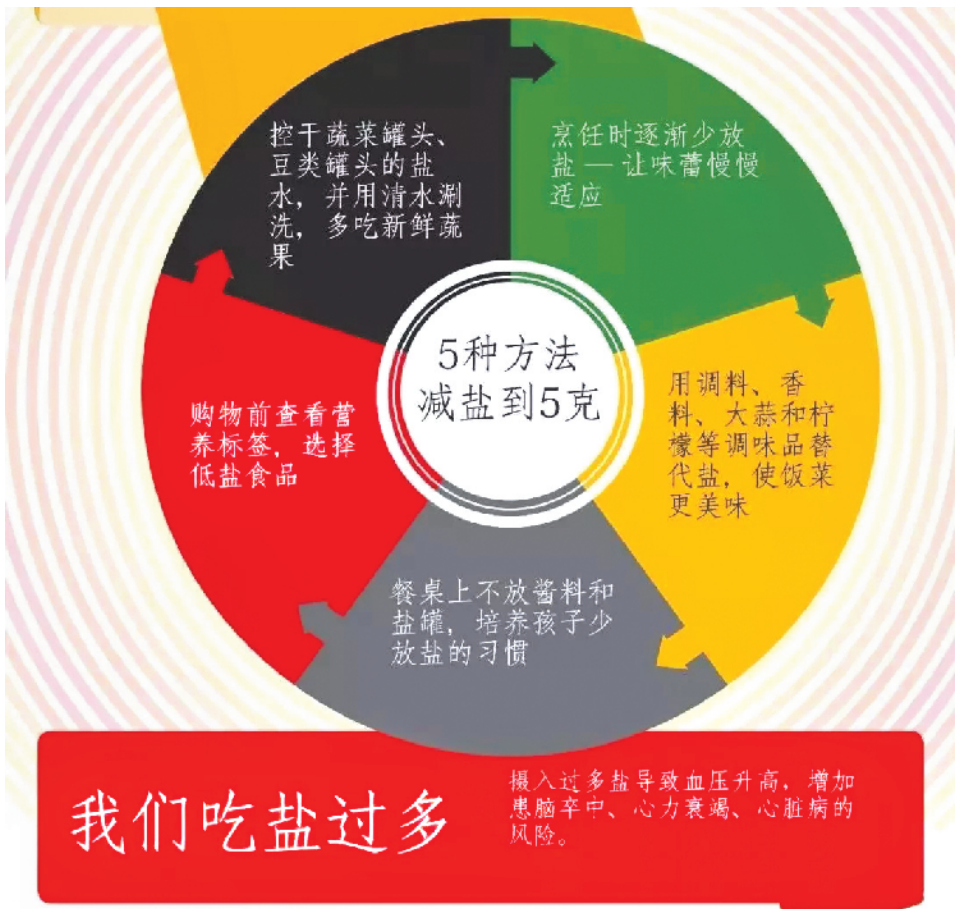 5种方法
减盐到5克
烹饪时逐渐少放
盐 — 让味蕾慢慢
适应
用调料、香
料、大蒜和柠
檬等调味品替
代盐，使饭菜
更美味
餐桌上不放酱料和
盐罐，培养孩子少
放盐的习惯
购物前查看营
养标签，选择
低盐食品
控干蔬菜罐头、
豆类罐头的盐
水，并用清水涮
洗，多吃新鲜蔬
果
我们吃盐过多
摄入过多盐导致血压升高，增加
患脑卒中、心力衰竭、心脏病的
风险。